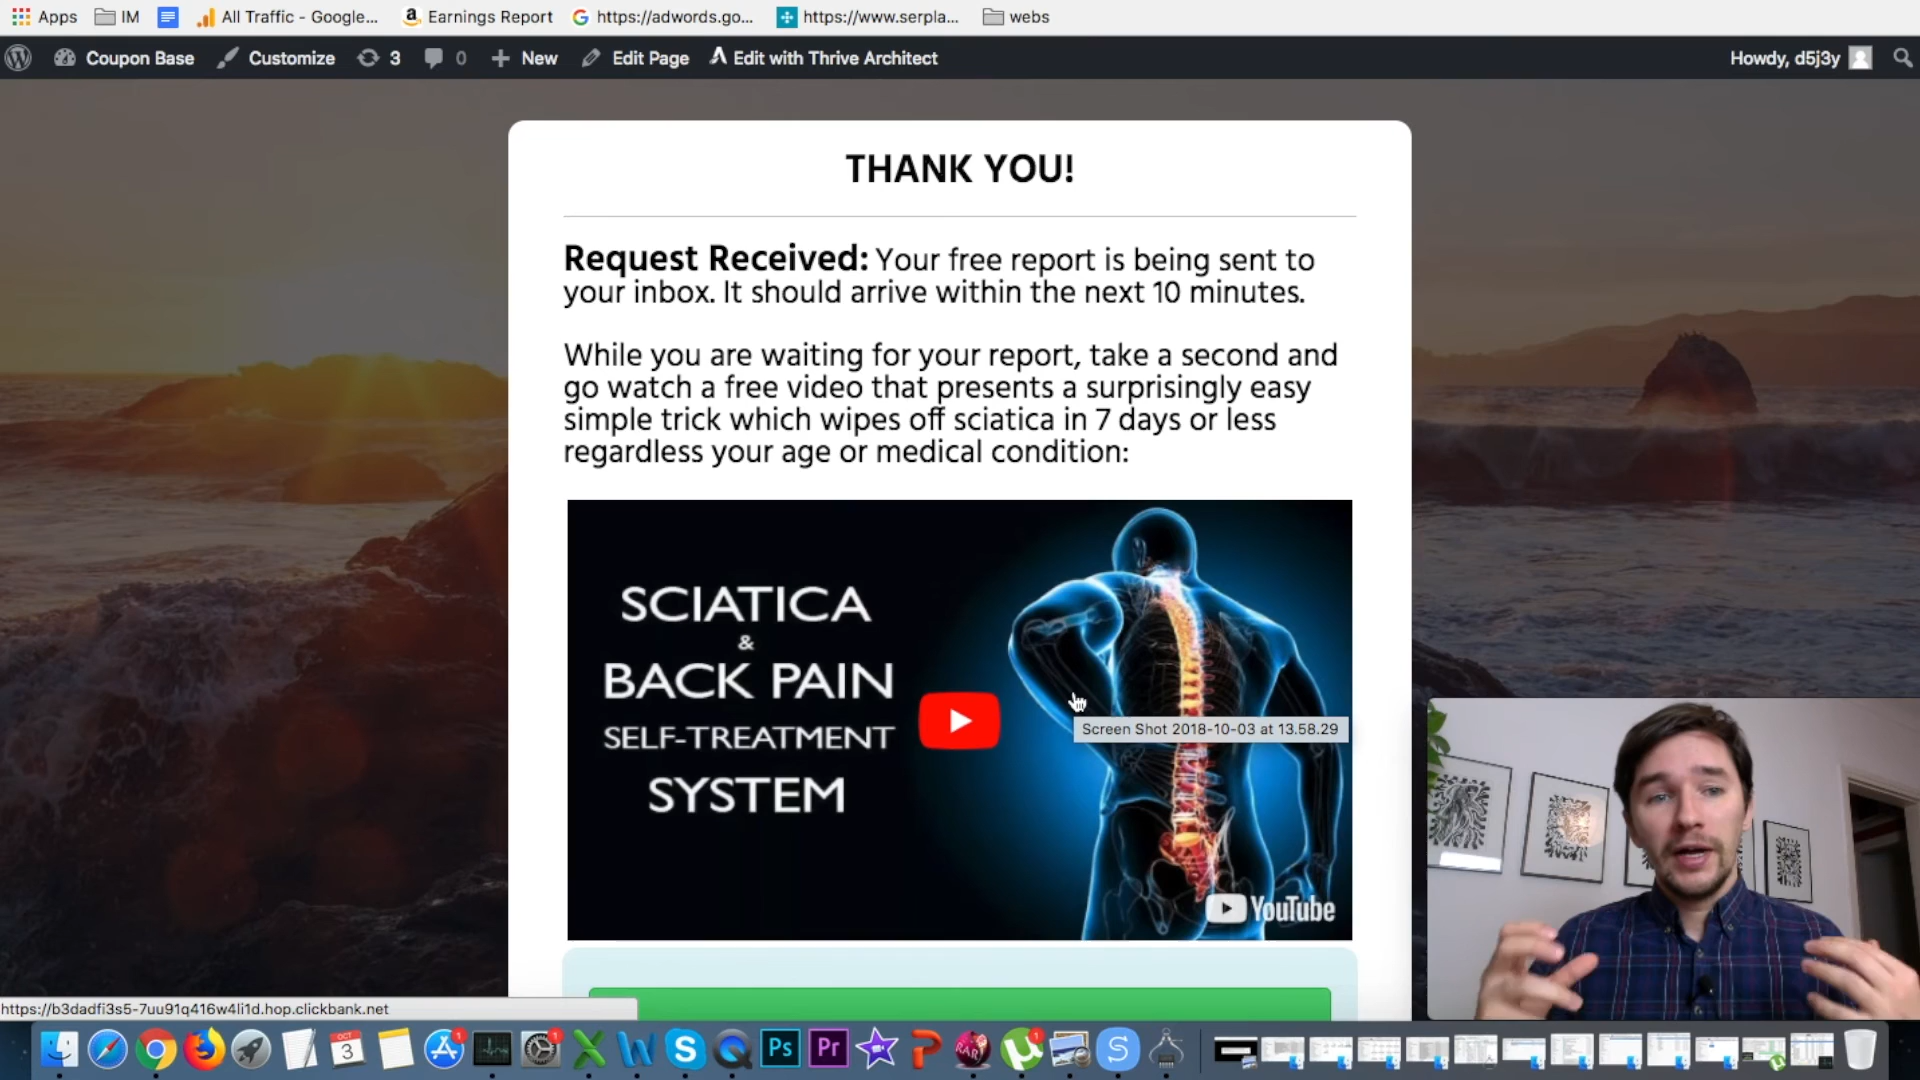 Apps IM All Traffic - Google... Earnings Report https://adwords.go... https://www.serpla... webs
Coupon Base Customize 3 0 New Edit Page Edit with Thrive Architect Howdy, d5j3y
THANK YOU!
Request Received: Your free report is being sent to
your inbox. It should arrive within the next 10 minutes.
While you are waiting for your report, take a second and
go watch a free video that presents a surprisingly easy
simple trick which wipes off sciatica in 7 days or less
regardless your age or medical condition:
SCIATICA
&
BACK PAIN
SELF-TREATMENT
SYSTEM
Screen Shot 2018-10-03 at 13.58.29
YouTube
https://b3dadfi3s5-7uu91q416w4li1d.hop.clickbank.net
OCT
3
Ps
Pr
RAR